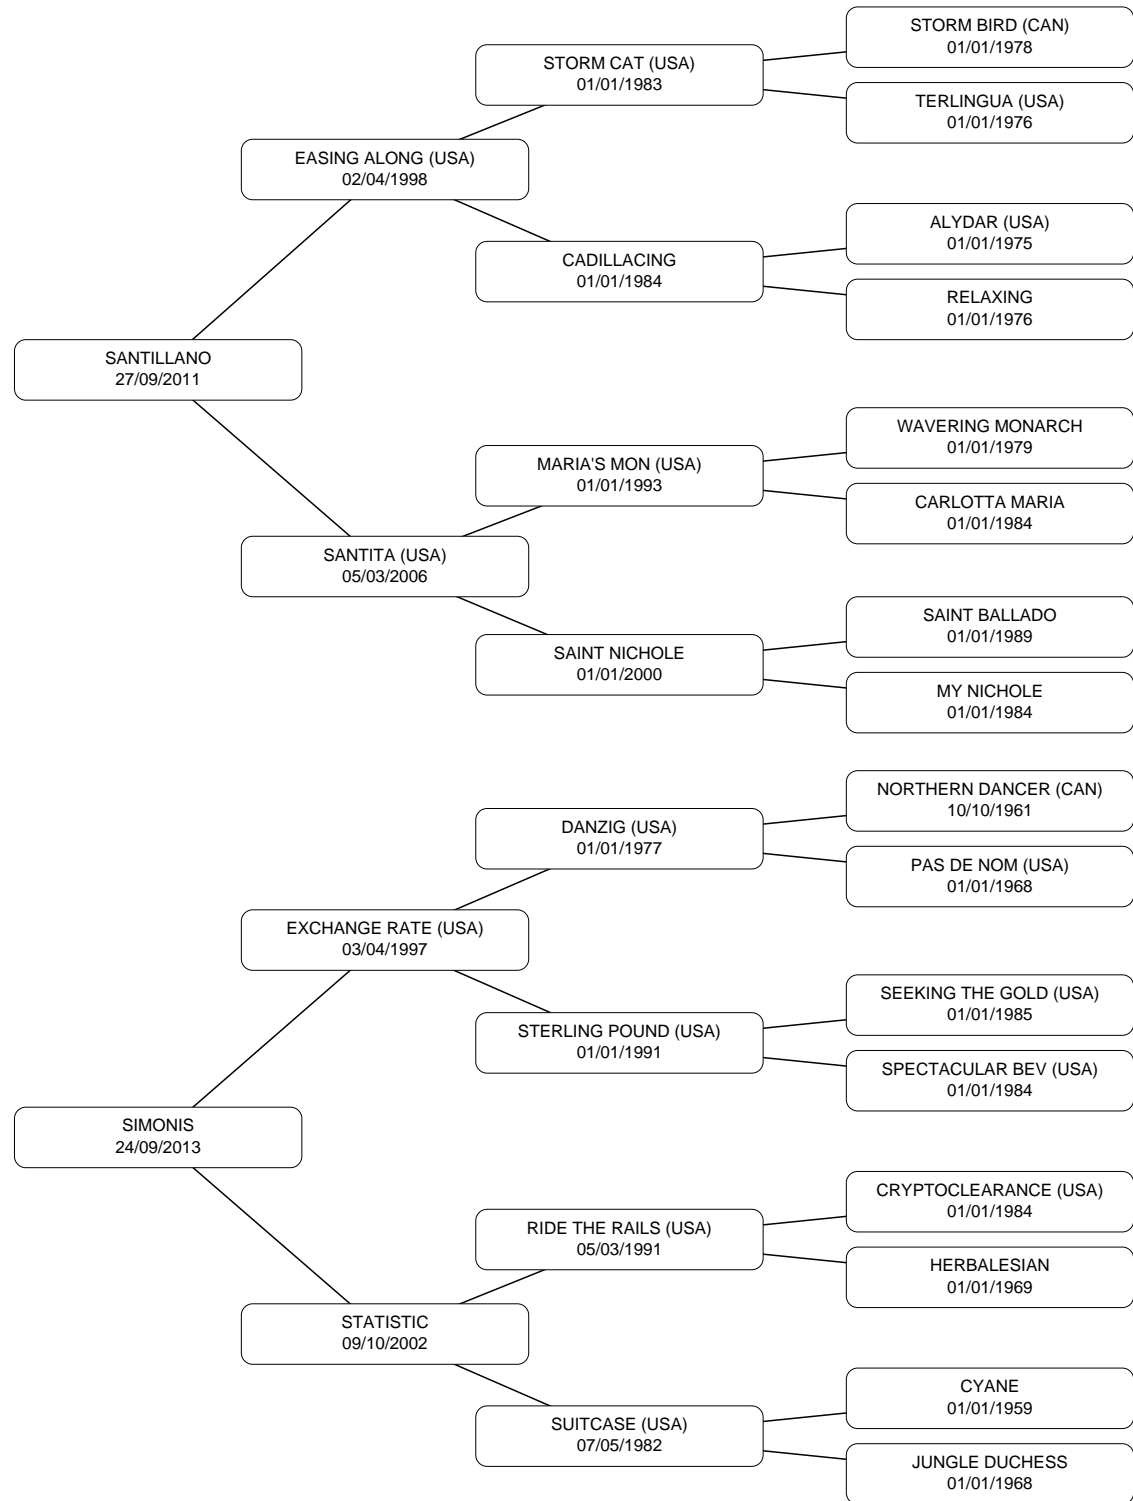 STORM BIRD (CAN)
01/01/1978
STORM CAT (USA)
01/01/1983
TERLINGUA (USA)
01/01/1976
EASING ALONG (USA)
02/04/1998
ALYDAR (USA)
01/01/1975
CADILLACING
01/01/1984
RELAXING
01/01/1976
SANTILLANO
27/09/2011
WAVERING MONARCH
01/01/1979
MARIA'S MON (USA)
01/01/1993
CARLOTTA MARIA
01/01/1984
SANTITA (USA)
05/03/2006
SAINT BALLADO
01/01/1989
SAINT NICHOLE
01/01/2000
MY NICHOLE
01/01/1984
NORTHERN DANCER (CAN)
10/10/1961
DANZIG (USA)
01/01/1977
PAS DE NOM (USA)
01/01/1968
EXCHANGE RATE (USA)
03/04/1997
SEEKING THE GOLD (USA)
01/01/1985
STERLING POUND (USA)
01/01/1991
SPECTACULAR BEV (USA)
01/01/1984
SIMONIS
24/09/2013
CRYPTOCLEARANCE (USA)
01/01/1984
RIDE THE RAILS (USA)
05/03/1991
HERBALESIAN
01/01/1969
STATISTIC
09/10/2002
CYANE
01/01/1959
SUITCASE (USA)
07/05/1982
JUNGLE DUCHESS
01/01/1968